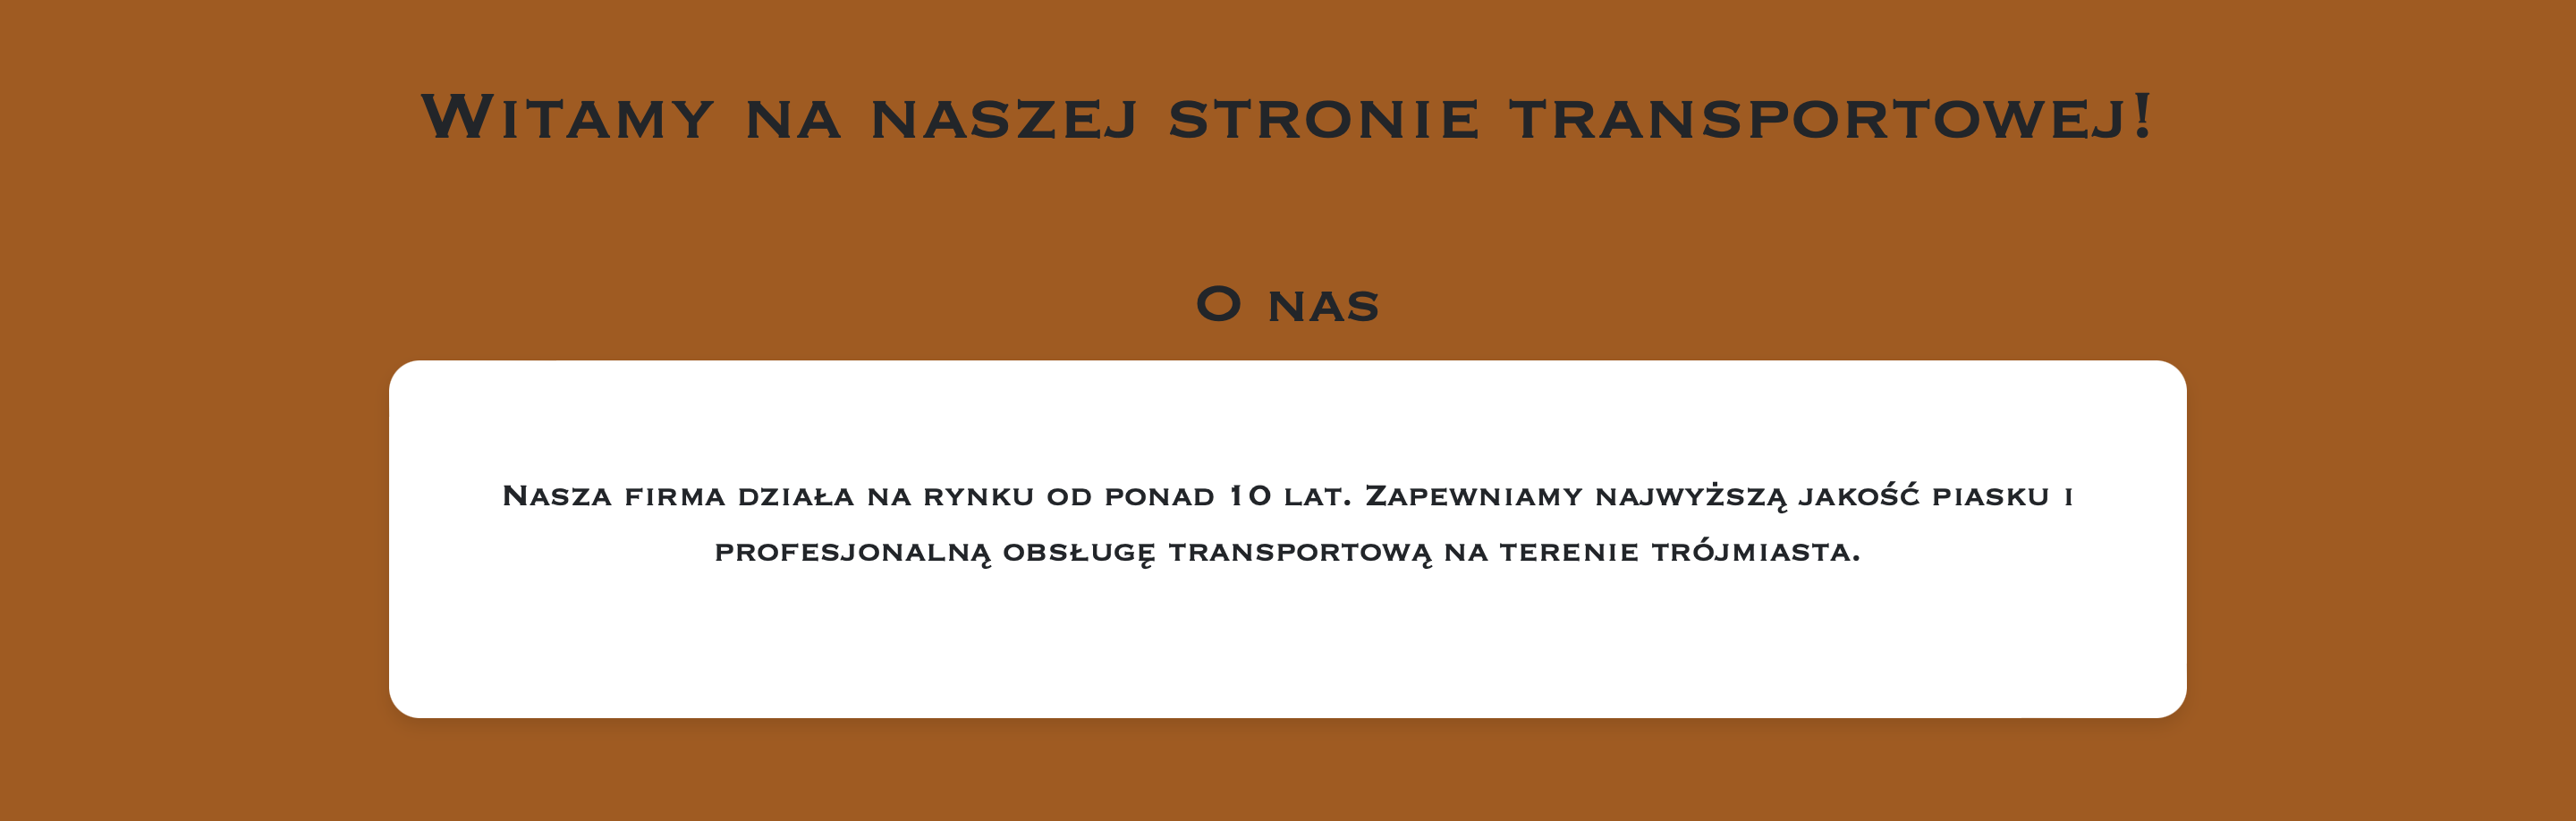 Witamy na naszej stronie transportowej!
O nas
Nasza firma działa na rynku od ponad 10 lat. Zapewniamy najwyższą jakość piasku i
profesjonalną obsługę transportową na terenie trójmiasta.